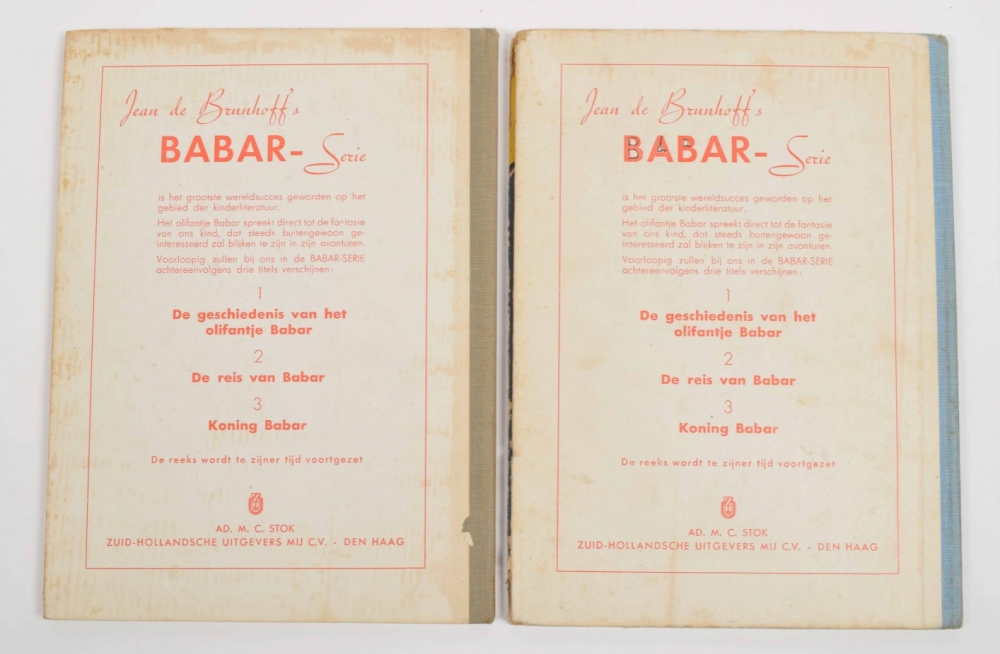 Jean de Brunhoff's
BABAR- Serie
is het grootste wereldsucces geworden op het
gebied der kinderliteratuur.
Het olifantje Babar spreekt direct tot de fantasie
van ons kind, dat steeds buitengewoon ge-
interesseerd zal blijken te zijn in zijn avonturen.
Voorloopig zullen bij ons in de BABAR-SERIE
achtereenvolgens drie titels verschijnen:
1
De geschiedenis van het
olifantje Babar
2
De reis van Babar
3
Koning Babar
De reeks wordt te zijner tijd voortgezet
AD. M. C. STOK
ZUID-HOLLANDSCHE UITGEVERS MIJ C.V. - DEN HAAG
Jean de Brunhoff's
BABAR- Serie
is het grootste wereldsucces geworden op het
gebied der kinderliteratuur.
Het olifantje Babar spreekt direct tot de fantasie
van ons kind, dat steeds buitengewoon ge-
interesseerd zal blijken te zijn in zijn avonturen.
Voorloopig zullen bij ons in de BABAR-SERIE
achtereenvolgens drie titels verschijnen:
1
De geschiedenis van het
olifantje Babar
2
De reis van Babar
3
Koning Babar
De reeks wordt te zijner tijd voortgezet
AD. M. C. STOK
ZUID-HOLLANDSCHE UITGEVERS MIJ C.V. - DEN HAAG